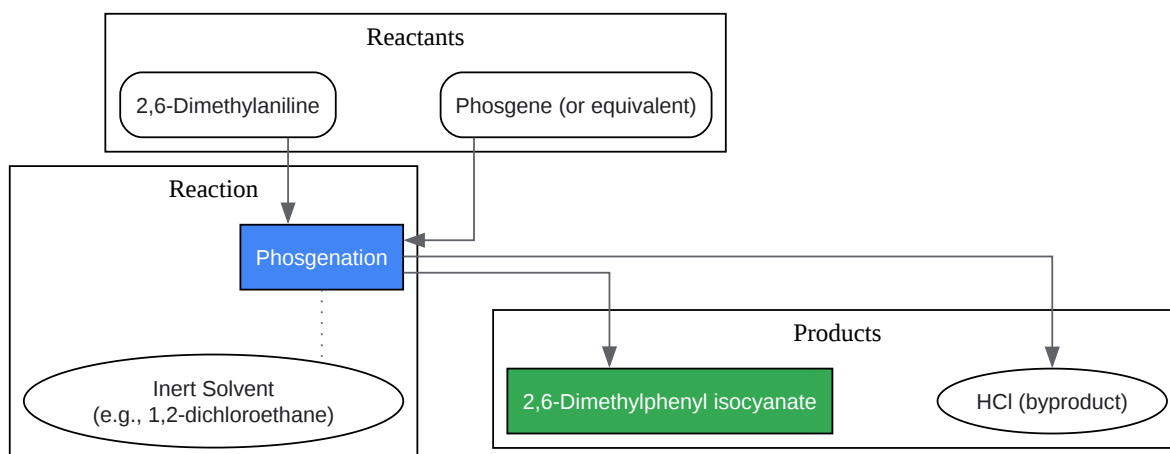 Reactants
2,6-Dimethylaniline
Phosgene (or equivalent)
Reaction
Phosgenation
Inert Solvent
(e.g., 1,2-dichloroethane)
Products
2,6-Dimethylphenyl isocyanate
HCl (byproduct)